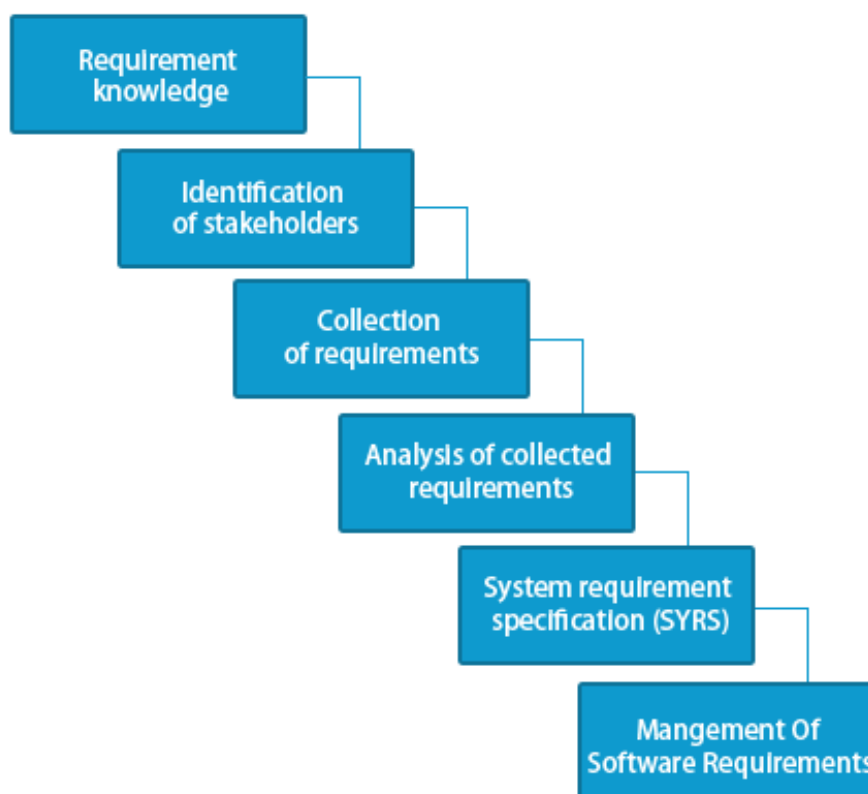 Requirement
knowledge
Identification
of stakeholders
Collection
of requirements
Analysis of collected
requirements
System requirement
specification (SYRS)
Mangement Of
Software Requirements